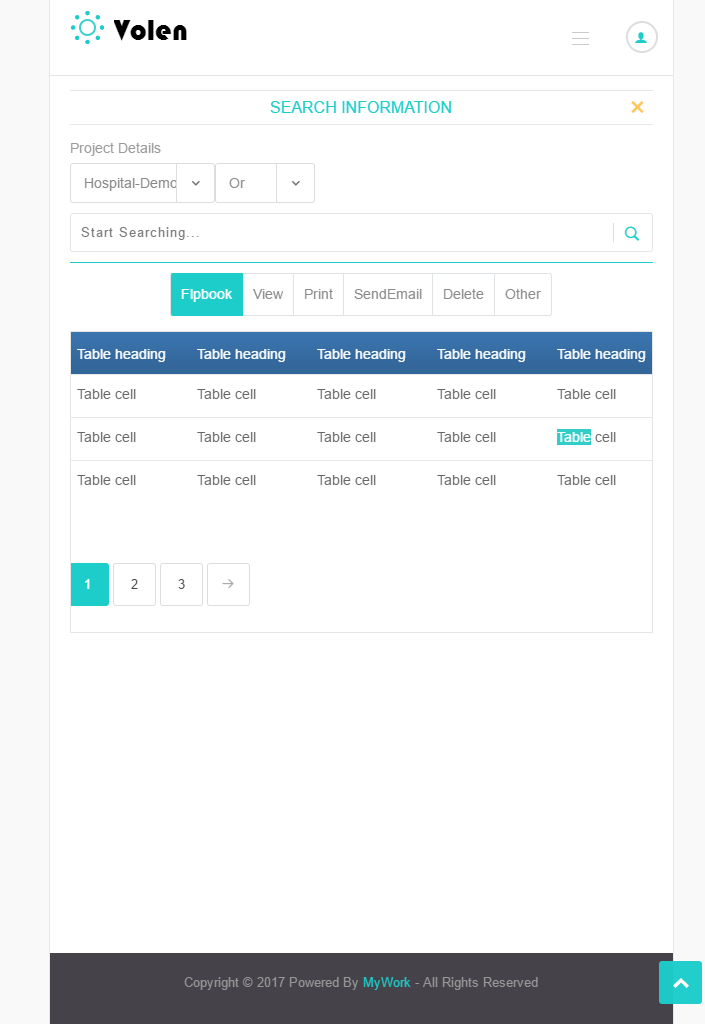 Volen
SEARCH INFORMATION
Project Details
Hospital-Demo Or
Start Searching...
Flpbook View Print SendEmail Delete Other
Table heading Table heading Table heading Table heading Table heading
Table cell Table cell Table cell Table cell Table cell
Table cell Table cell Table cell Table cell Table cell
Table cell Table cell Table cell Table cell Table cell
1 2 3 →
Copyright © 2017 Powered By MyWork - All Rights Reserved